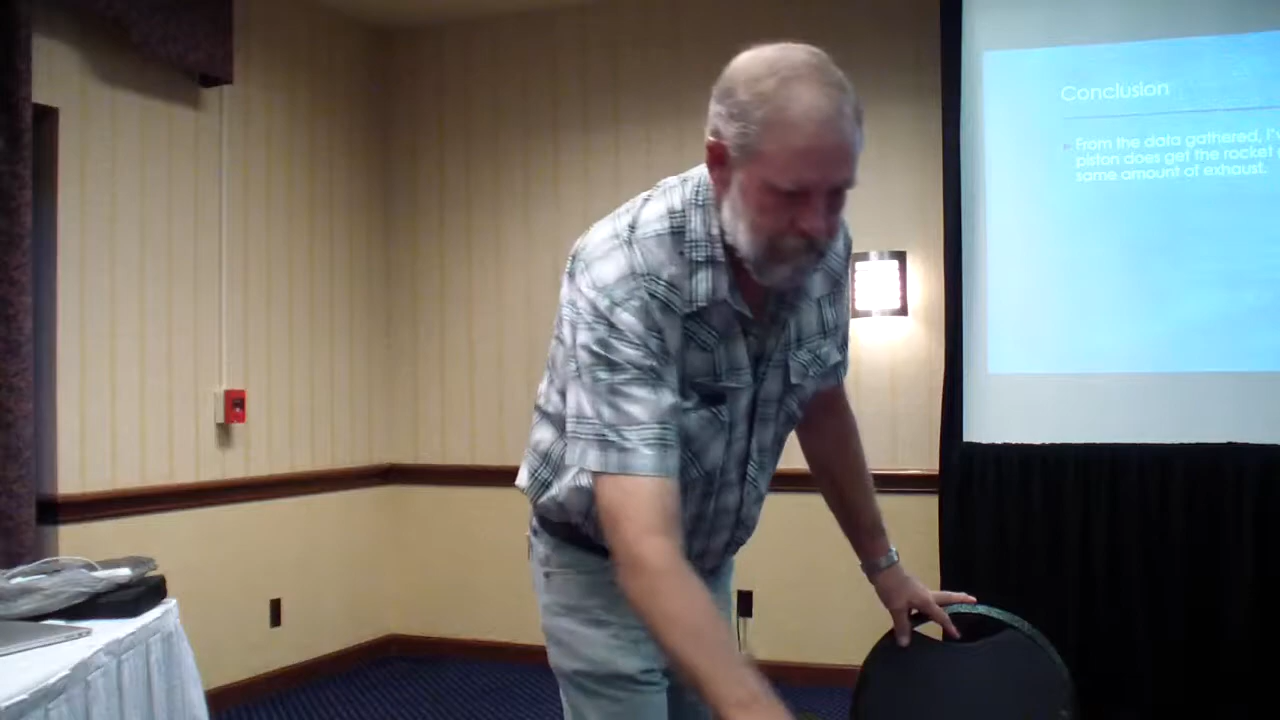 Conclusion
From the data gathered, I'
piston does get the rocket
same amount of exhaust.